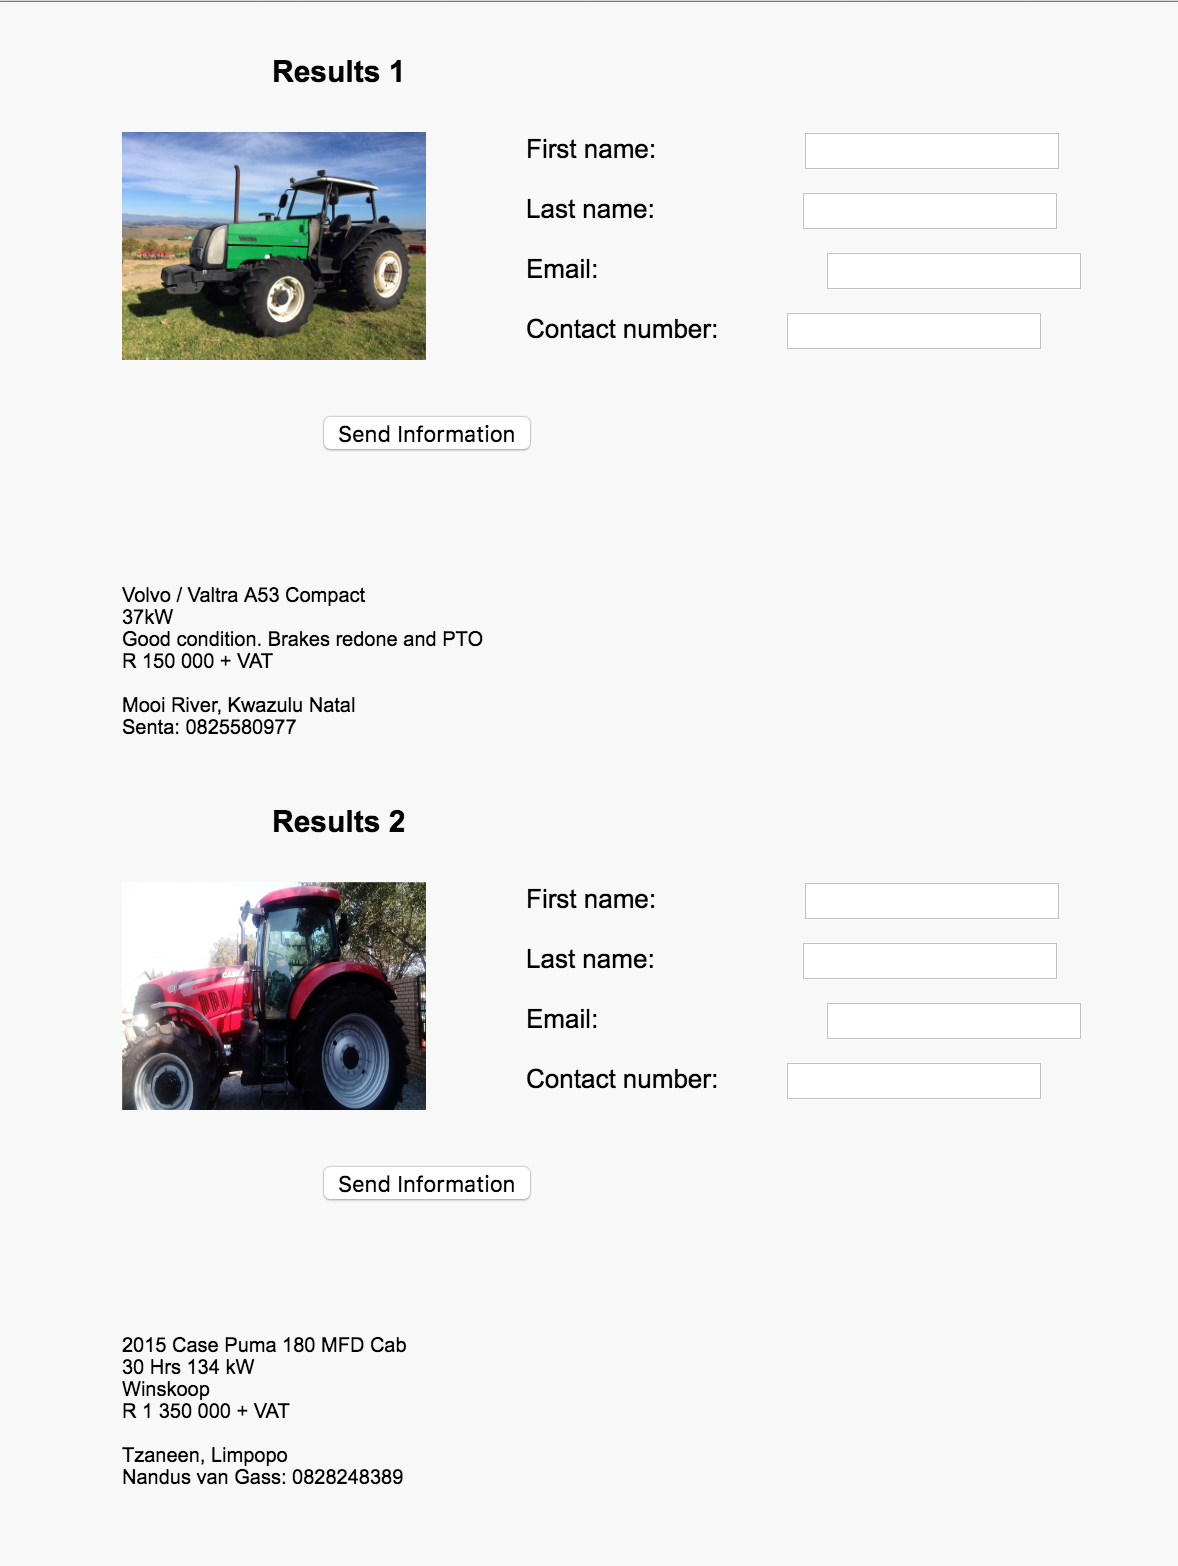 Results 1
First name:
Last name:
Email:
Contact number:
Send Information
Volvo / Valtra A53 Compact
37kW
Good condition. Brakes redone and PTO
R 150 000 + VAT
Mooi River, Kwazulu Natal
Senta: 0825580977
Results 2
First name:
Last name:
Email:
Contact number:
Send Information
2015 Case Puma 180 MFD Cab
30 Hrs 134 kW
Winskoop
R 1 350 000 + VAT
Tzaneen, Limpopo
Nandus van Gass: 0828248389